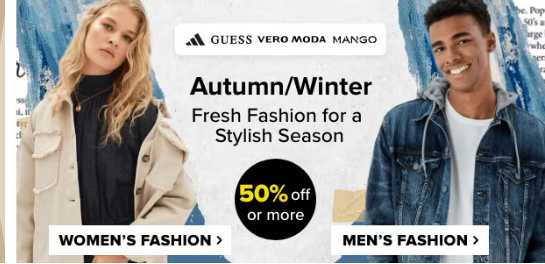 GUESS VERO MODA MANGO
Autumn/Winter
Fresh Fashion for a
Stylish Season
50% off
or more
WOMEN'S FASHION >
MEN'S FASHION >